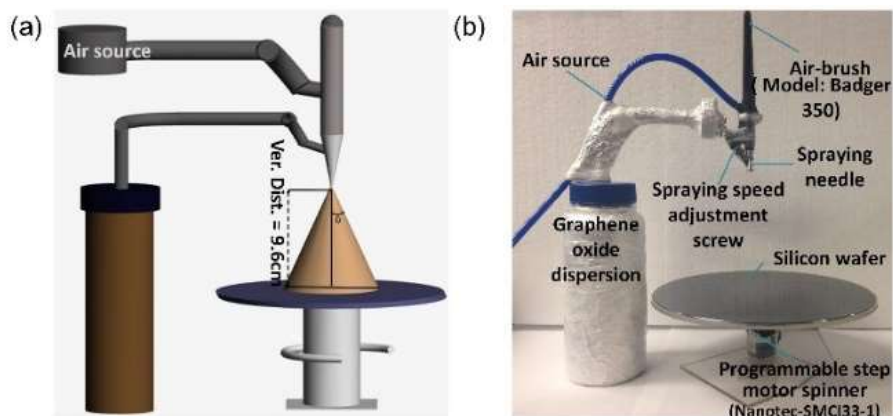 (a)
Air source
Ver. Dist. = 9.6cm
(b)
Air source
Air-brush
( Model: Badger
350)
Spraying
needle
Spraying speed
adjustment
screw
Graphene
oxide
dispersion
Silicon wafer
Programmable step
motor spinner
(Nanotec-SMCI33-1)